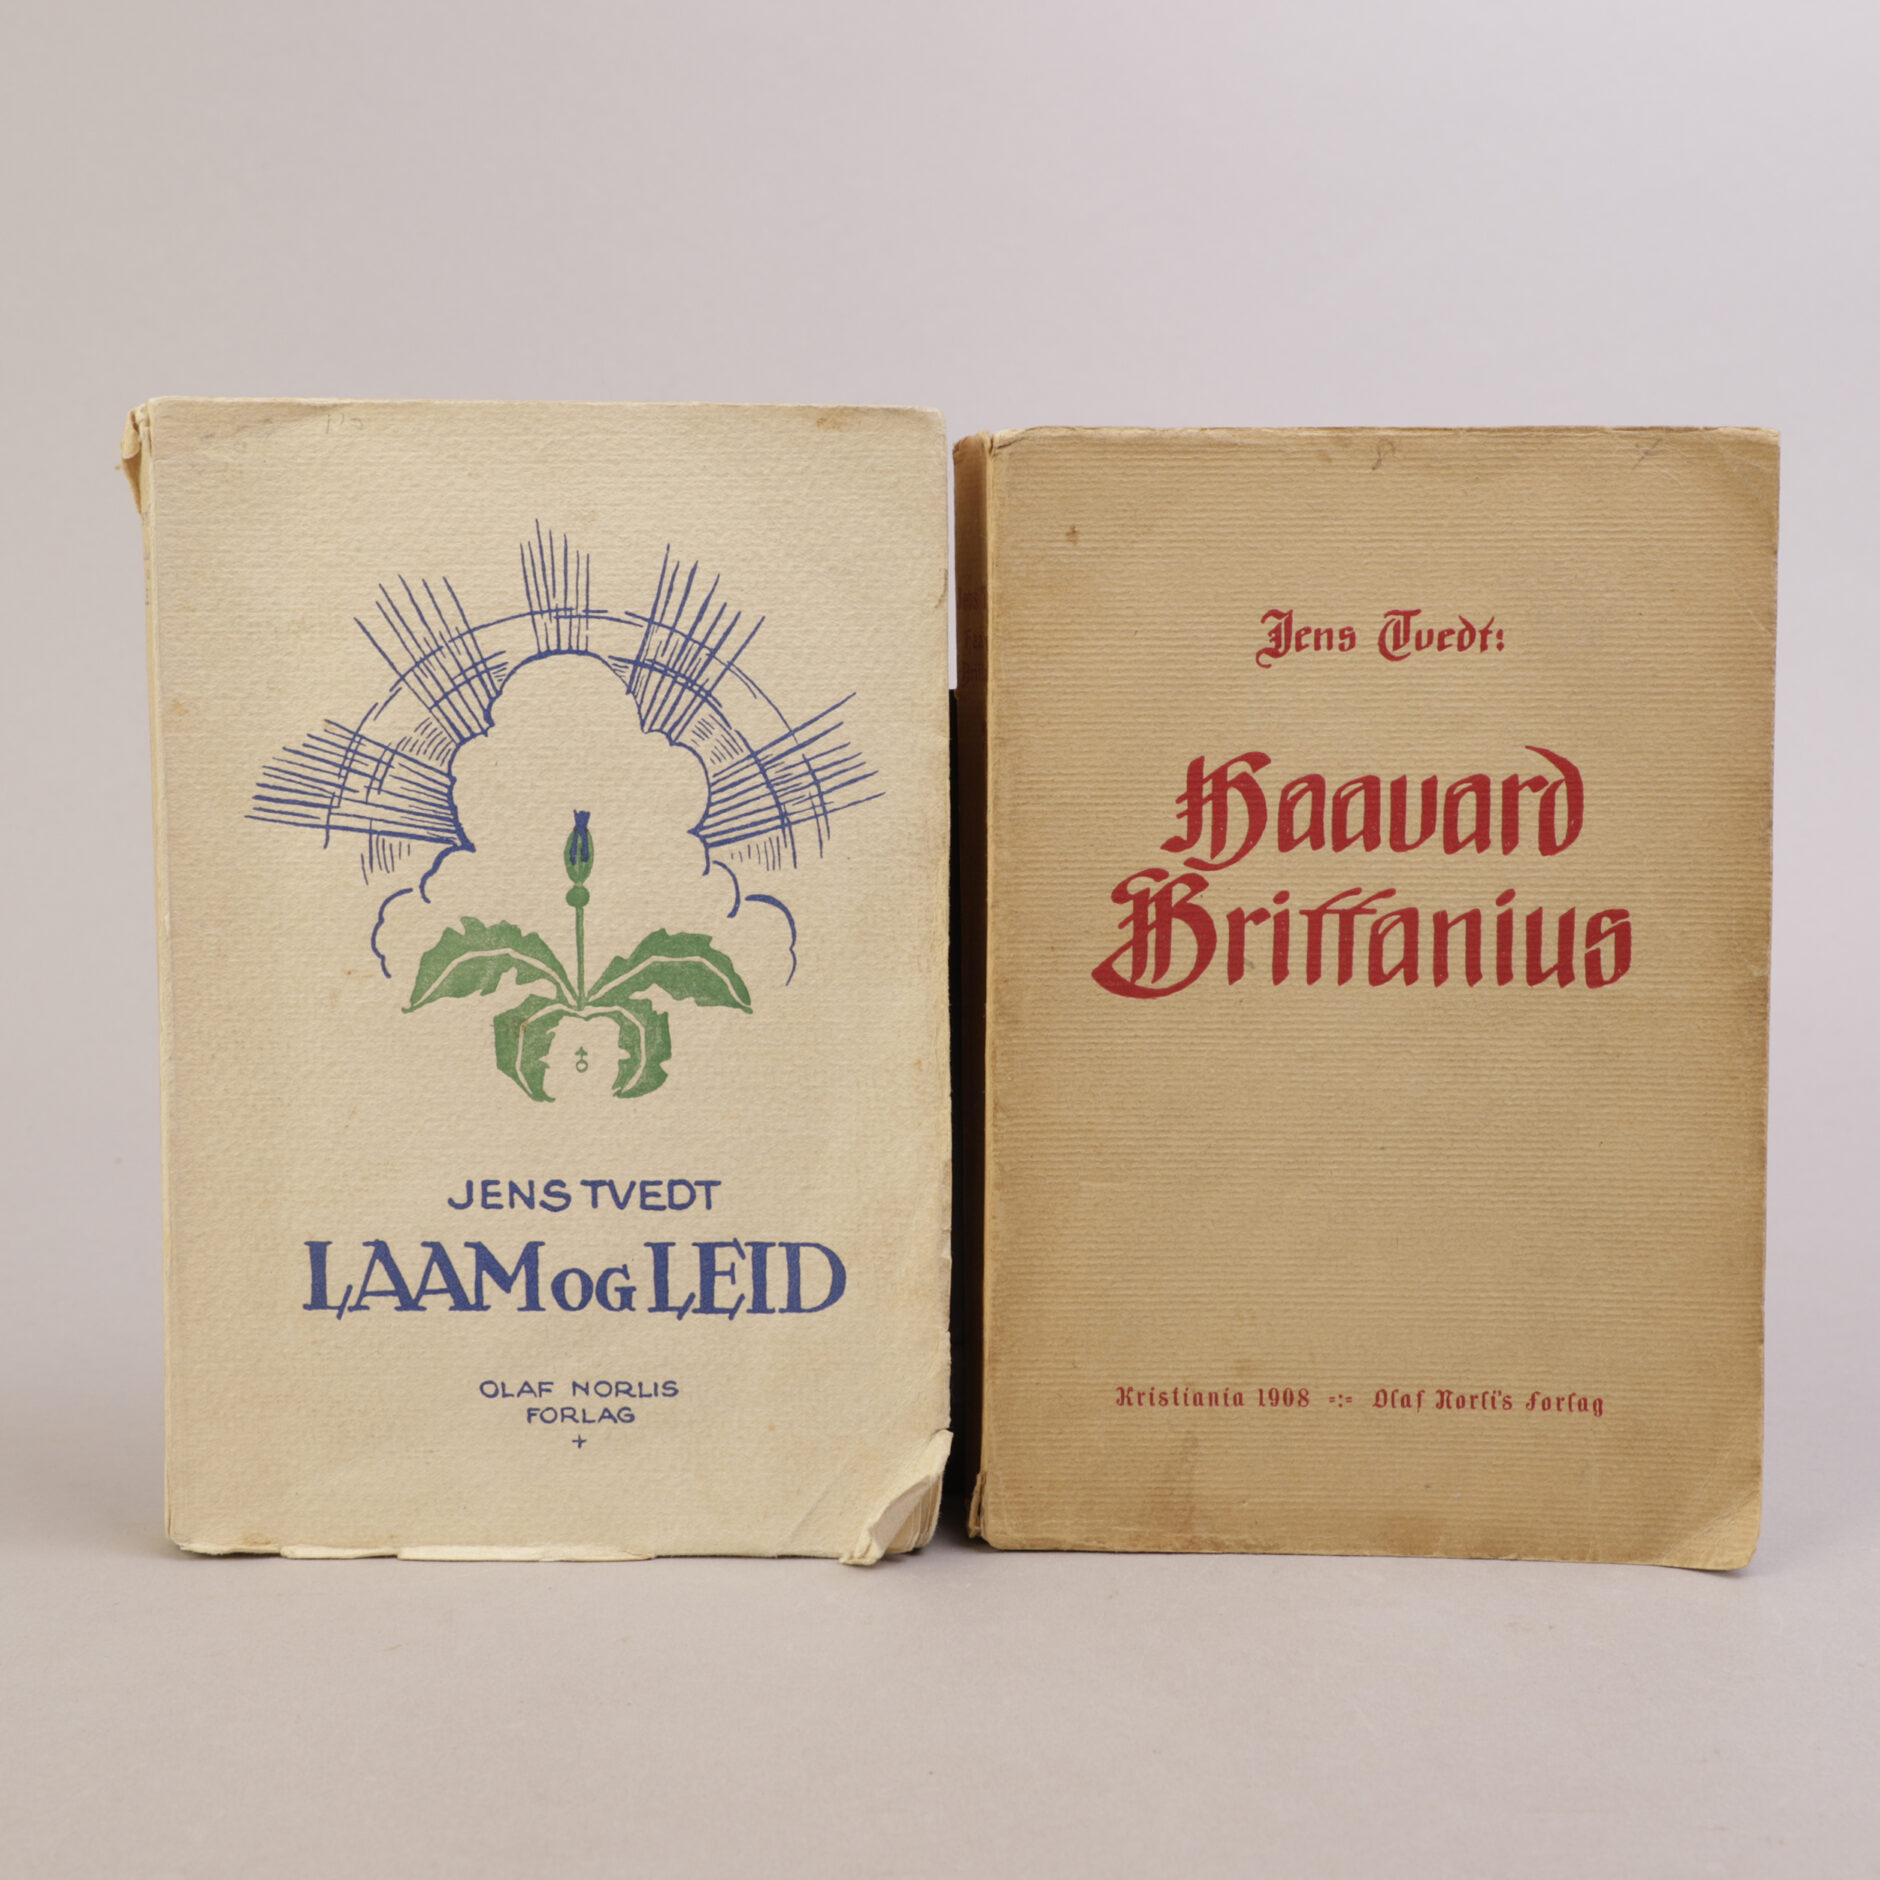 JENS TVEDT
LAAM OG LEID
OLAF NORLIS
FORLAG
Jens Tvedt:
Haavard
Brittanius
Kristiania 1908 -:- Olaf Norli's Forlag